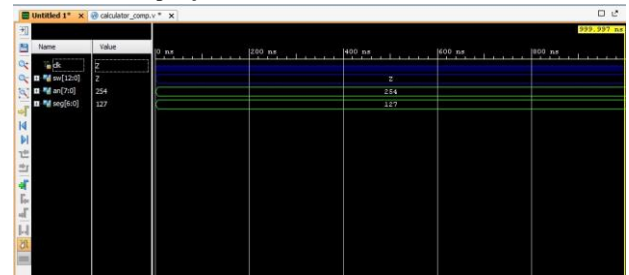 Untitled 1* x calculator_comp.v * x
999.997 ns
Name Value 0 ns 200 ns 400 ns 600 ns 800 ns
clk Z
sw[12:0] Z Z
an[7:0] 254 254
seg[6:0] 127 127